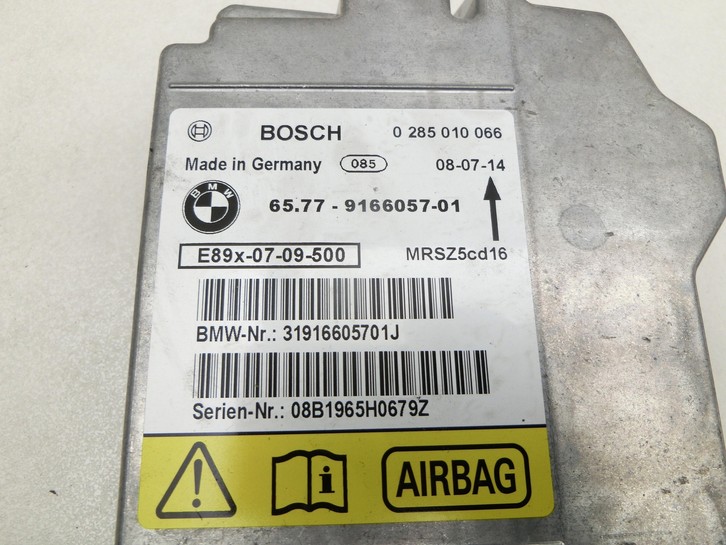 BOSCH 0 285 010 066
Made in Germany 085 08-07-14
BMW 65.77 - 9166057-01
E89x-07-09-500 MRSZ5cd16
BMW-Nr.: 31916605701J
Serien-Nr.: 08B1965H0679Z
i AIRBAG